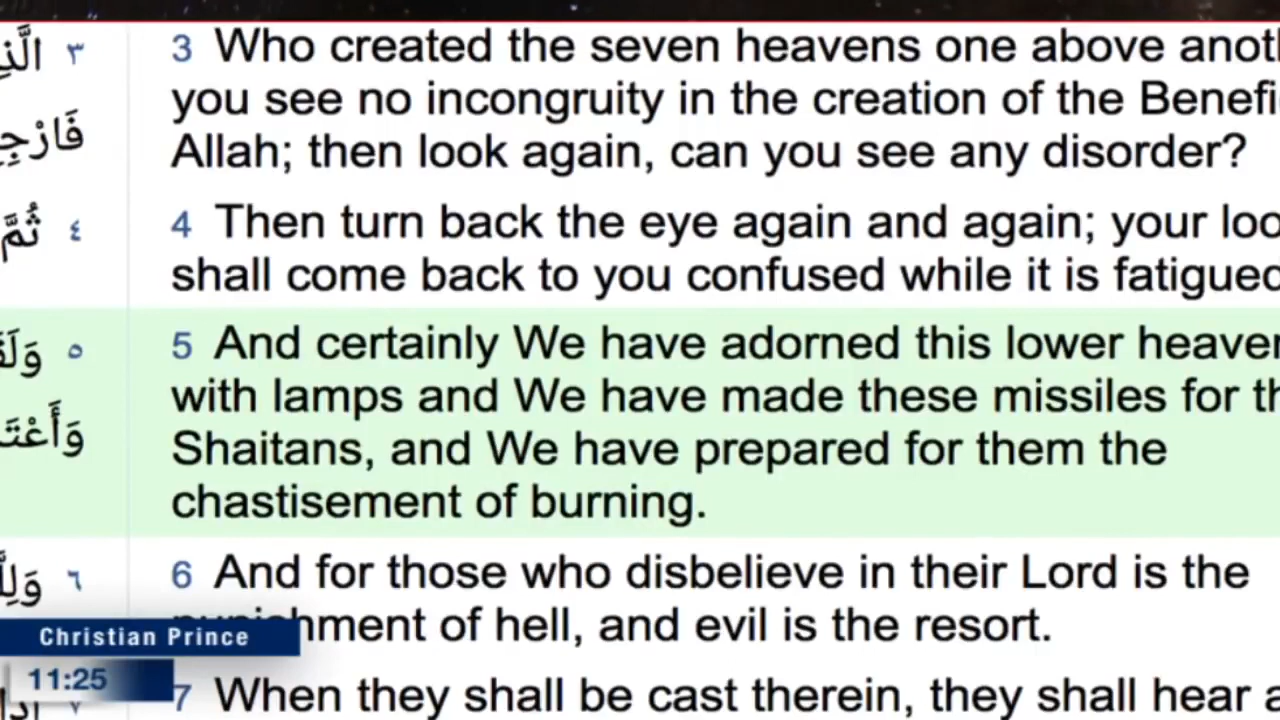 3 Who created the seven heavens one above
you see no incongruity in the creation of the
Allah; then look again, can you see any disorder?
٣
4 Then turn back the eye again and again; your
shall come back to you confused while it is fatigued
٤ ثُمَّ
5 And certainly We have adorned this lower
with lamps and We have made these missiles for
Shaitans, and We have prepared for them the
chastisement of burning.
٥
6 And for those who disbelieve in their Lord is the
hment of hell, and evil is the resort.
٦
Christian Prince
11:25
7 When they shall be cast therein, they shall hear